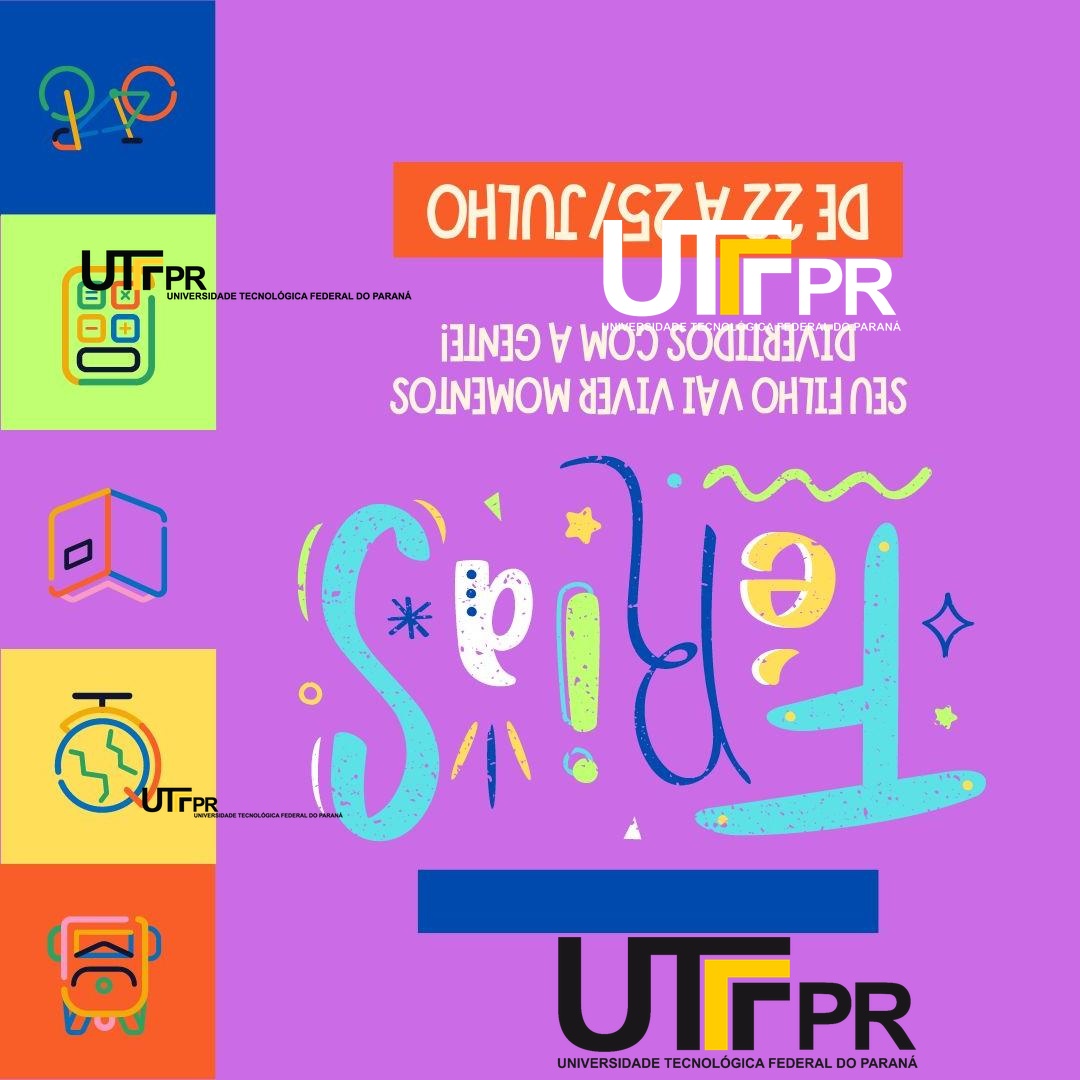 FéRiaS
SEU FILHO VAI VIVER MOMENTOS
DIVERTIDOS COM A GENTE!
DE 22 A 25/JULHO
UTFPR
UNIVERSIDADE TECNOLÓGICA FEDERAL DO PARANÁ
UTFPR
UNIVERSIDADE TECNOLÓGICA FEDERAL DO PARANÁ
UTFPR
UNIVERSIDADE TECNOLÓGICA FEDERAL DO PARANÁ
UTFPR
UNIVERSIDADE TECNOLÓGICA FEDERAL DO PARANÁ